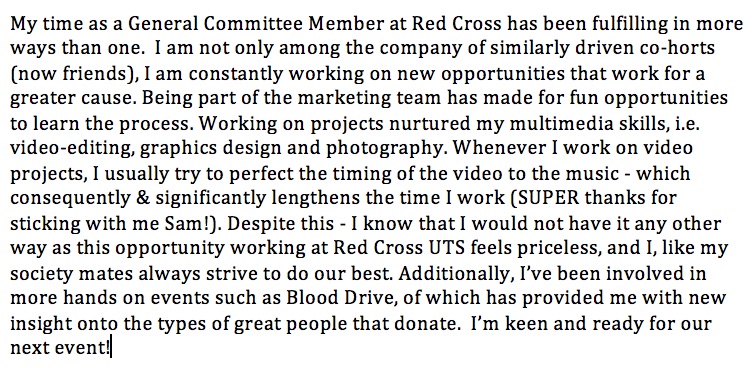 My time as a General Committee Member at Red Cross has been fulfilling in more
ways than one.  I am not only among the company of similarly driven co-horts
(now friends), I am constantly working on new opportunities that work for a
greater cause. Being part of the marketing team has made for fun opportunities
to learn the process. Working on projects nurtured my multimedia skills, i.e.
video-editing, graphics design and photography. Whenever I work on video
projects, I usually try to perfect the timing of the video to the music - which
consequently & significantly lengthens the time I work (SUPER thanks for
sticking with me Sam!). Despite this - I know that I would not have it any other
way as this opportunity working at Red Cross UTS feels priceless, and I, like my
society mates always strive to do our best. Additionally, I've been involved in
more hands on events such as Blood Drive, of which has provided me with new
insight onto the types of great people that donate.  I'm keen and ready for our
next event!